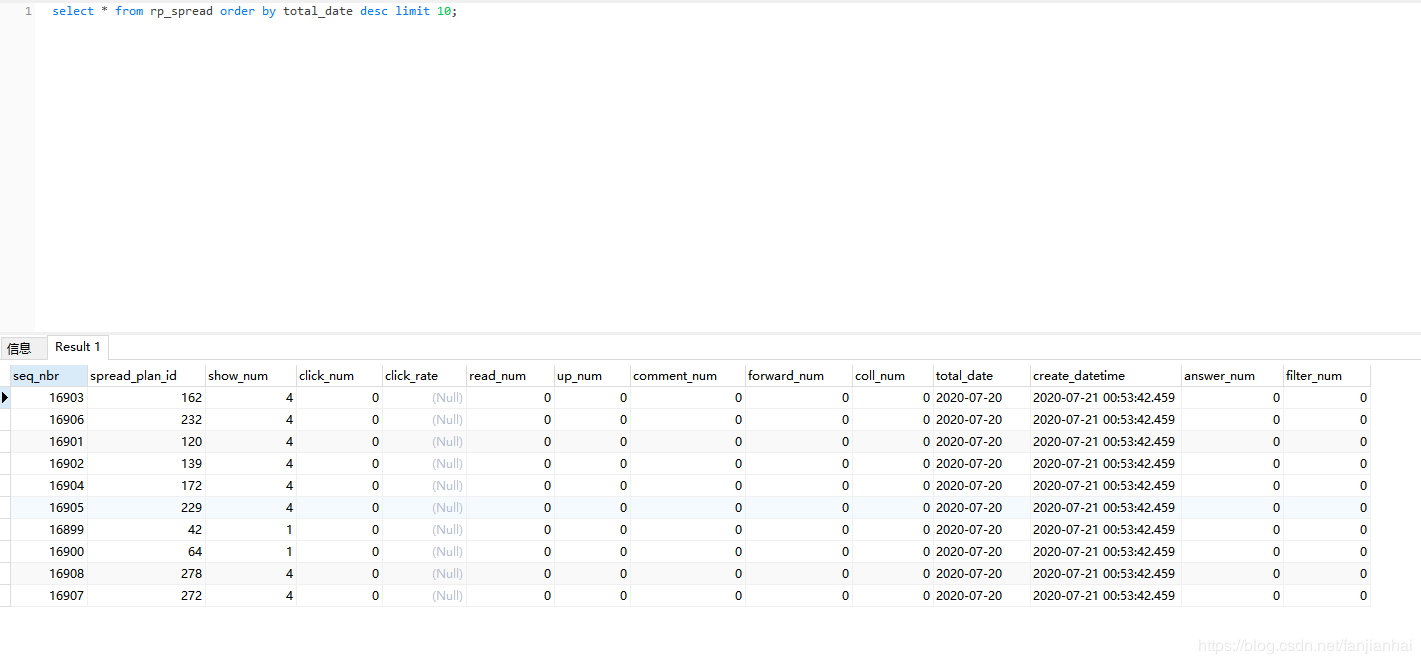 1 select * from rp_spread order by total_date desc limit 10;
信息 Result 1
seq_nbr spread_plan_id show_num click_num click_rate read_num up_num comment_num forward_num coll_num total_date create_datetime answer_num filter_num
16903 162 4 0 (Null) 0 0 0 0 0 2020-07-20 2020-07-21 00:53:42.459 0 0
16906 232 4 0 (Null) 0 0 0 0 0 2020-07-20 2020-07-21 00:53:42.459 0 0
16901 120 4 0 (Null) 0 0 0 0 0 2020-07-20 2020-07-21 00:53:42.459 0 0
16902 139 4 0 (Null) 0 0 0 0 0 2020-07-20 2020-07-21 00:53:42.459 0 0
16904 172 4 0 (Null) 0 0 0 0 0 2020-07-20 2020-07-21 00:53:42.459 0 0
16905 229 4 0 (Null) 0 0 0 0 0 2020-07-20 2020-07-21 00:53:42.459 0 0
16899 42 1 0 (Null) 0 0 0 0 0 2020-07-20 2020-07-21 00:53:42.459 0 0
16900 64 1 0 (Null) 0 0 0 0 0 2020-07-20 2020-07-21 00:53:42.459 0 0
16908 278 4 0 (Null) 0 0 0 0 0 2020-07-20 2020-07-21 00:53:42.459 0 0
16907 272 4 0 (Null) 0 0 0 0 0 2020-07-20 2020-07-21 00:53:42.459 0 0
https://blog.csdn.net/fanjianhai